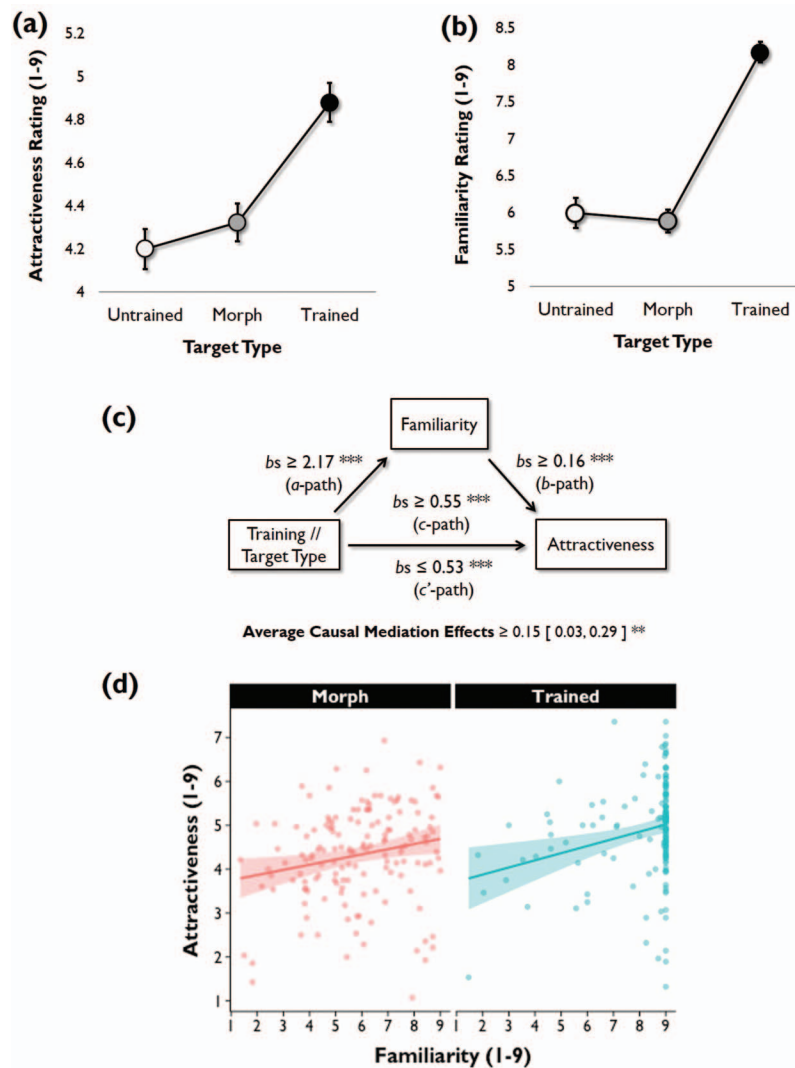 (a)
Attractiveness Rating (1-9)
5.2
5
4.8
4.6
4.4
4.2
4
Untrained Morph Trained
Target Type
(b)
Familiarity Rating (1-9)
8.5
8
7.5
7
6.5
6
5.5
5
Untrained Morph Trained
Target Type
(c)
Familiarity
bs ≥ 2.17 ***
(a-path)
bs ≥ 0.16 ***
(b-path)
bs ≥ 0.55 ***
(c-path)
Training //
Target Type
Attractiveness
bs ≤ 0.53 ***
(c'-path)
Average Causal Mediation Effects ≥ 0.15 [ 0.03, 0.29 ] **
(d)
Morph Trained
Attractiveness (1-9)
7
6
5
4
3
2
1
1 2 3 4 5 6 7 8 9 1 2 3 4 5 6 7 8 9
Familiarity (1-9)